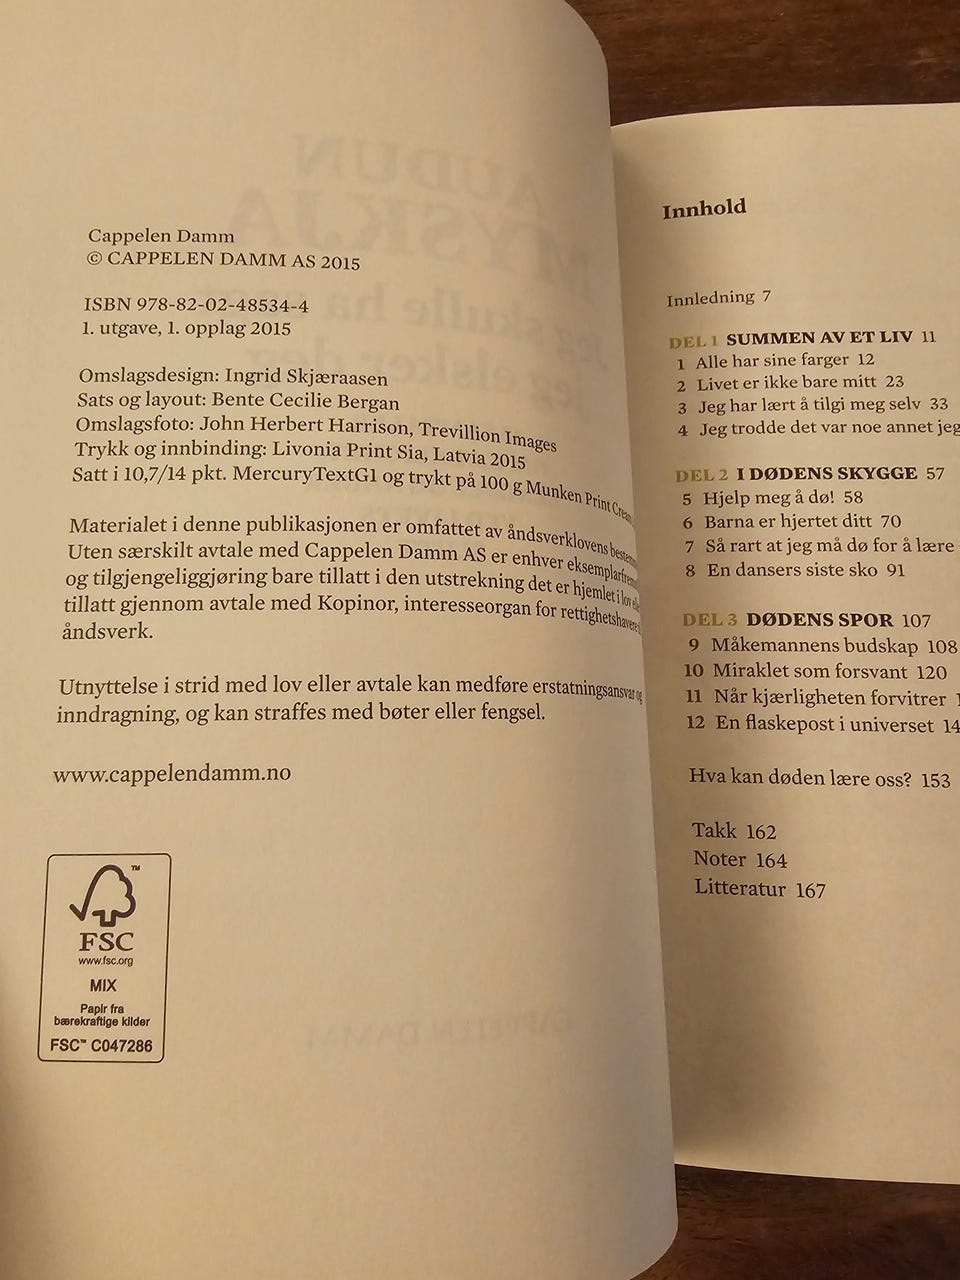 Cappelen Damm
© CAPPELEN DAMM AS 2015
ISBN 978-82-02-48534-4
1. utgave, 1. opplag 2015
Omslagsdesign: Ingrid Skjæraasen
Sats og layout: Bente Cecilie Bergan
Omslagsfoto: John Herbert Harrison, Trevillion Images
Trykk og innbinding: Livonia Print Sia, Latvia 2015
Satt i 10,7/14 pkt. MercuryTextG1 og trykt på 100 g Munken Print Cream
Materialet i denne publikasjonen er omfattet av åndsverklovens
Uten særskilt avtale med Cappelen Damm AS er enhver
og tilgjengeliggjøring bare tillatt i den utstrekning det er hjemlet i lov
tillatt gjennom avtale med Kopinor, interesseorgan for rettighetshavere
åndsverk.
Utnyttelse i strid med lov eller avtale kan medføre erstatningsansvar og
inndragning, og kan straffes med bøter eller fengsel.
www.cappelendamm.no
FSC
www.fsc.org
MIX
Papir fra
bærekraftige kilder
FSC™ C047286
Innhold
Innledning 7
DEL 1 SUMMEN AV ET LIV 11
1 Alle har sine farger 12
2 Livet er ikke bare mitt 23
3 Jeg har lært å tilgi meg selv 33
4 Jeg trodde det var noe annet jeg
DEL 2 I DØDENS SKYGGE 57
5 Hjelp meg å dø! 58
6 Barna er hjertet ditt 70
7 Så rart at jeg må dø for å lære
8 En dansers siste sko 91
DEL 3 DØDENS SPOR 107
9 Måkemannens budskap 108
10 Miraklet som forsvant 120
11 Når kjærligheten forvitrer
12 En flaskepost i universet
Hva kan døden lære oss? 153
Takk 162
Noter 164
Litteratur 167